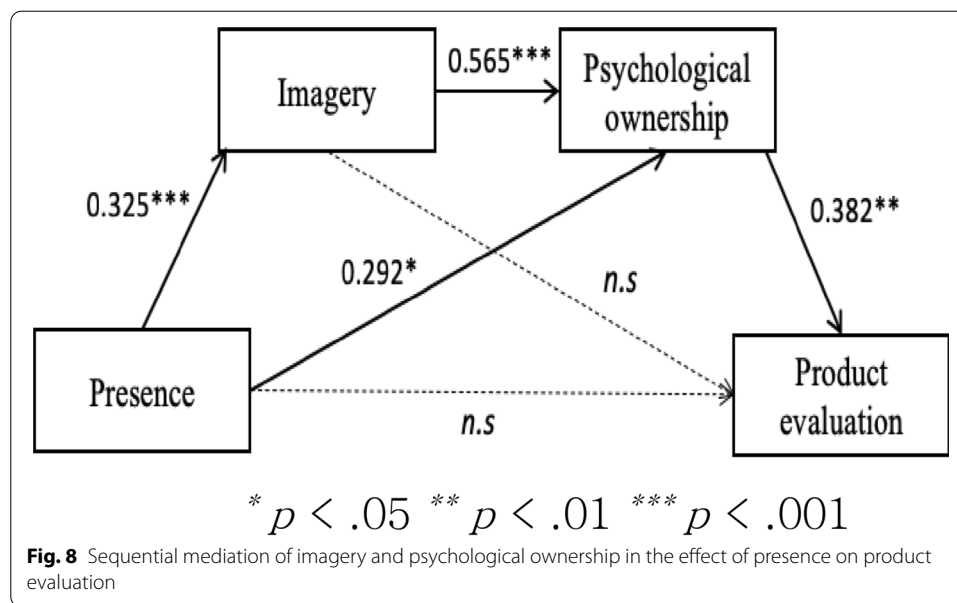 Imagery
0.565***
Psychological
ownership
0.325***
0.292*
n.s
0.382**
Presence
n.s
Product
evaluation
* p < .05 ** p < .01 *** p < .001
Fig. 8 Sequential mediation of imagery and psychological ownership in the effect of presence on product
evaluation